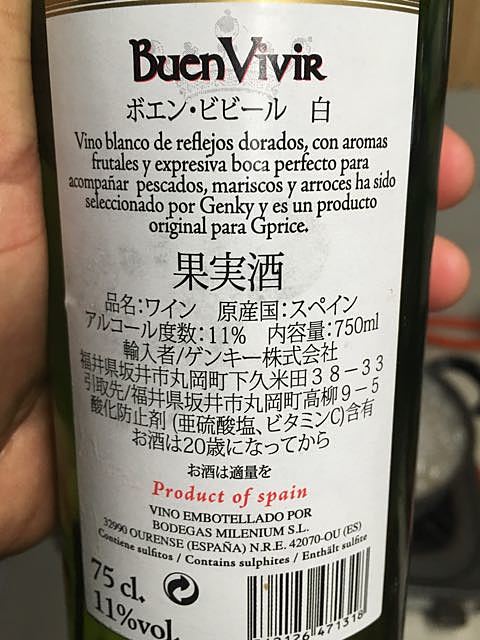 BuenVivir
ボエン・ビビール 白
Vino blanco de reflejos dorados, con aromas
frutales y expresiva boca perfecto para
acompañar pescados, mariscos y arroces ha sido
seleccionado por Genky y es un producto
original para Gprice.
果実酒
品名:ワイン 原産国:スペイン
アルコール度数:11% 内容量:750ml
輸入者/ゲンキー株式会社
福井県坂井市丸岡町下久米田38-33
引取先/福井県坂井市丸岡町高柳9-5
酸化防止剤(亜硫酸塩、ビタミンC)含有
お酒は20歳になってから
お酒は適量を
Product of spain
VINO EMBOTELLADO POR
BODEGAS MILENIUM S.L.
32990 OURENSE (ESPAÑA) N.R.E. 42070-OU (ES)
Contiene sulfitos / Contains sulphites / Enthält sulfite
75 cl.
11%vol.
471318